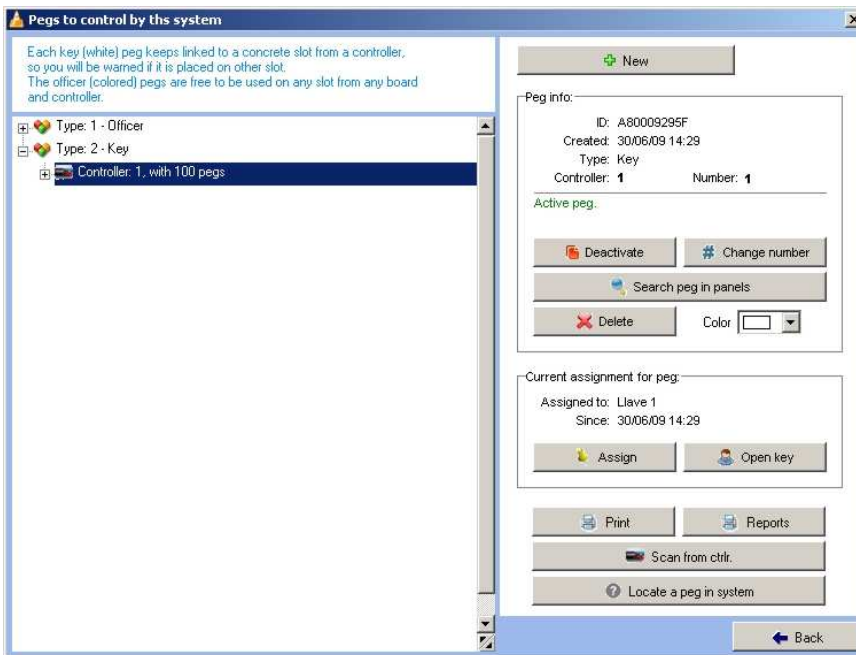 Pegs to control by ths system
Each key (white) peg keeps linked to a concrete slot from a controller,
so you will be warned if it is placed on other slot.
The officer (colored) pegs are free to be used on any slot from any board
and controller.
Type: 1 - Officer
Type: 2 - Key
Controller: 1, with 100 pegs
New
Peg info:
ID: A80009295F
Created: 30/06/09 14:29
Type: Key
Controller: 1 Number: 1
Active peg.
Deactivate # Change number
Search peg in panels
Delete Color
Current assignment for peg:
Assigned to: Llave 1
Since: 30/06/09 14:29
Assign Open key
Print Reports
Scan from ctrlr.
? Locate a peg in system
Back